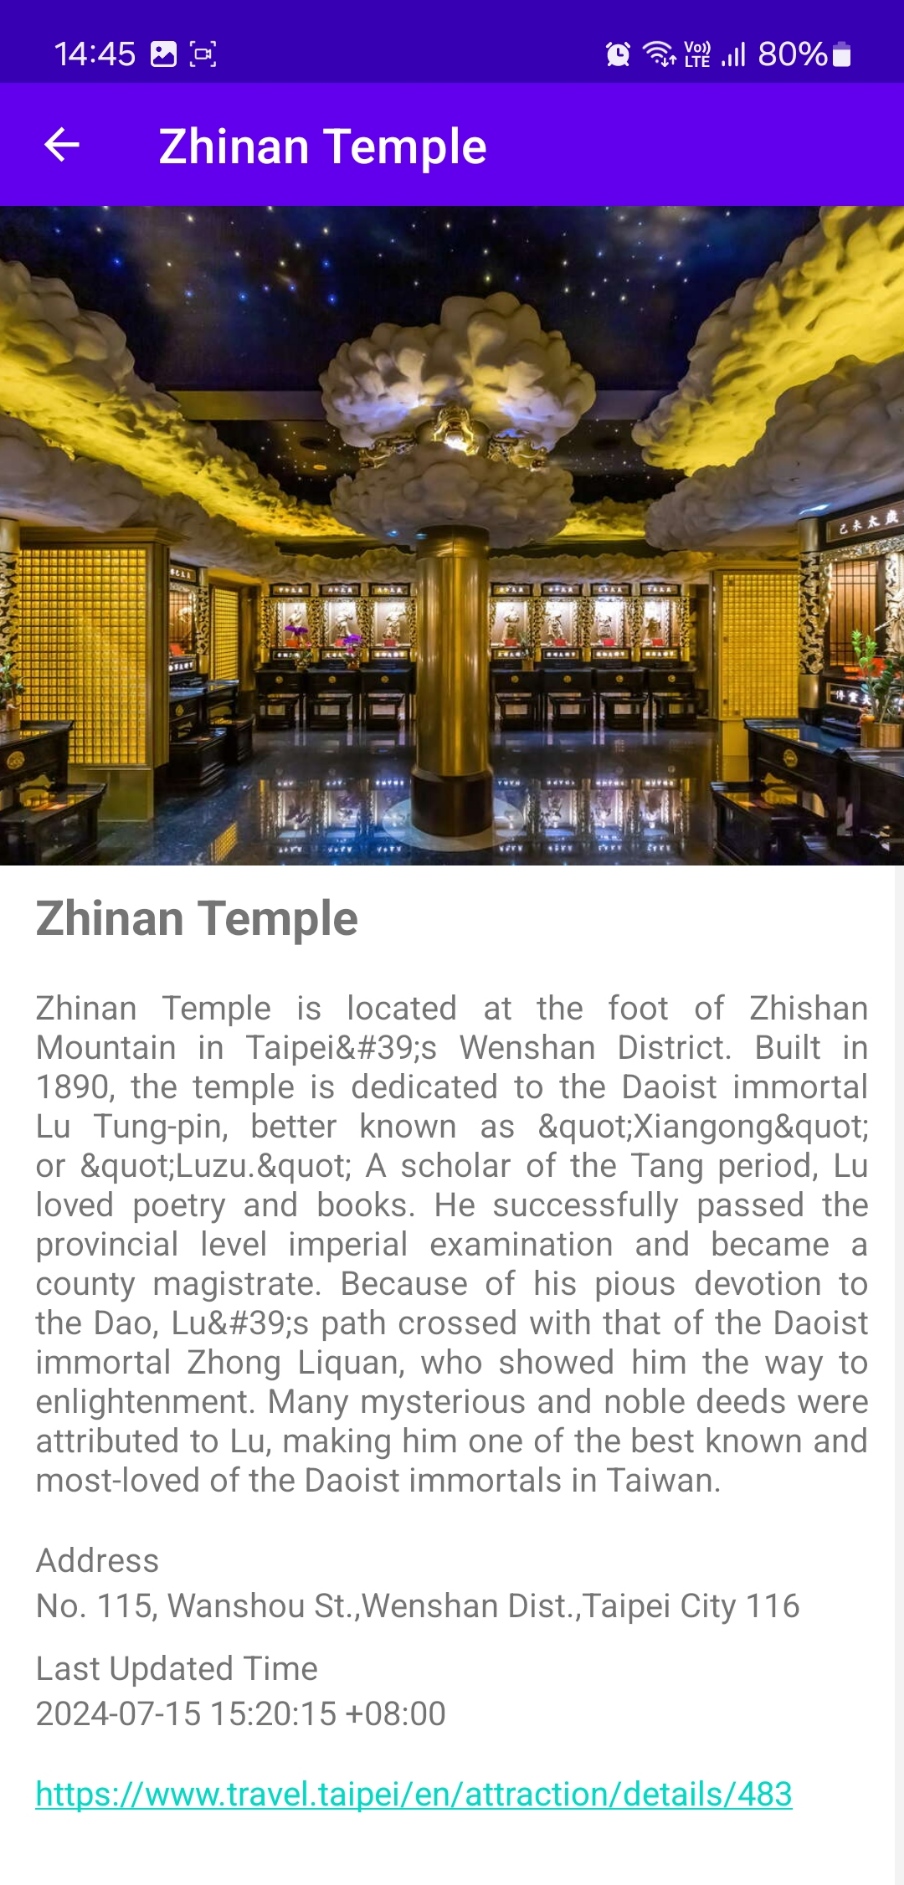 14:45 Vo)) LTE 80%
Zhinan Temple
己未太歲
Zhinan Temple
Zhinan Temple is located at the foot of Zhishan
Mountain in Taipei&#39;s Wenshan District. Built in
1890, the temple is dedicated to the Daoist immortal
Lu Tung-pin, better known as &quot;Xiangong&quot;
or &quot;Luzu.&quot; A scholar of the Tang period, Lu
loved poetry and books. He successfully passed the
provincial level imperial examination and became a
county magistrate. Because of his pious devotion to
the Dao, Lu&#39;s path crossed with that of the Daoist
immortal Zhong Liquan, who showed him the way to
enlightenment. Many mysterious and noble deeds were
attributed to Lu, making him one of the best known and
most-loved of the Daoist immortals in Taiwan.
Address
No. 115, Wanshou St.,Wenshan Dist.,Taipei City 116
Last Updated Time
2024-07-15 15:20:15 +08:00
https://www.travel.taipei/en/attraction/details/483